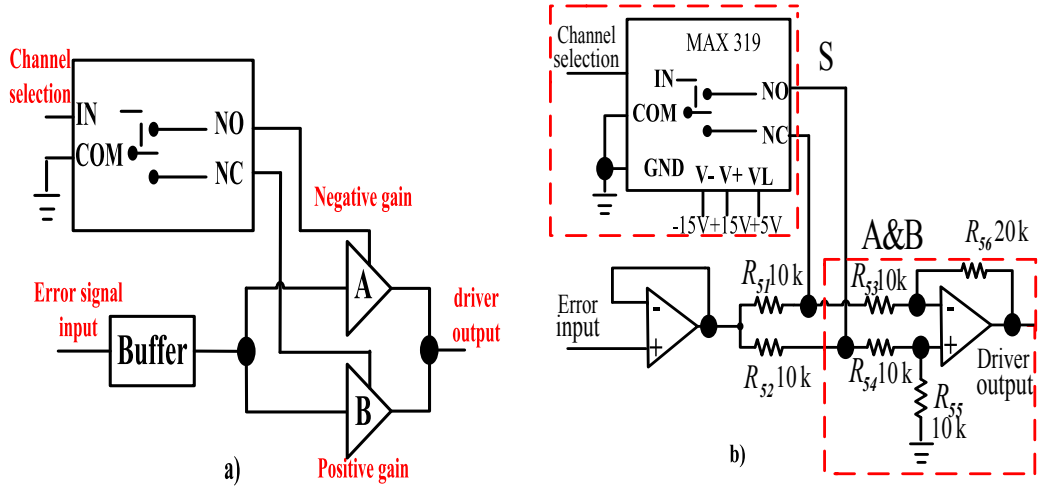 Channel
selection
IN
COM
NO
NC
Negative gain
A
Error signal
input
Buffer
driver
output
B
Positive gain
a)
Channel
selection
MAX 319
S
IN
NO
COM
NC
GND V- V+ VL
-15V+15V+5V
A&B
R56 20 k
R51 10 k
R53 10k
Error
input
-
+
-
+
R52 10 k
R54 10k
Driver
output
R55
10 k
b)